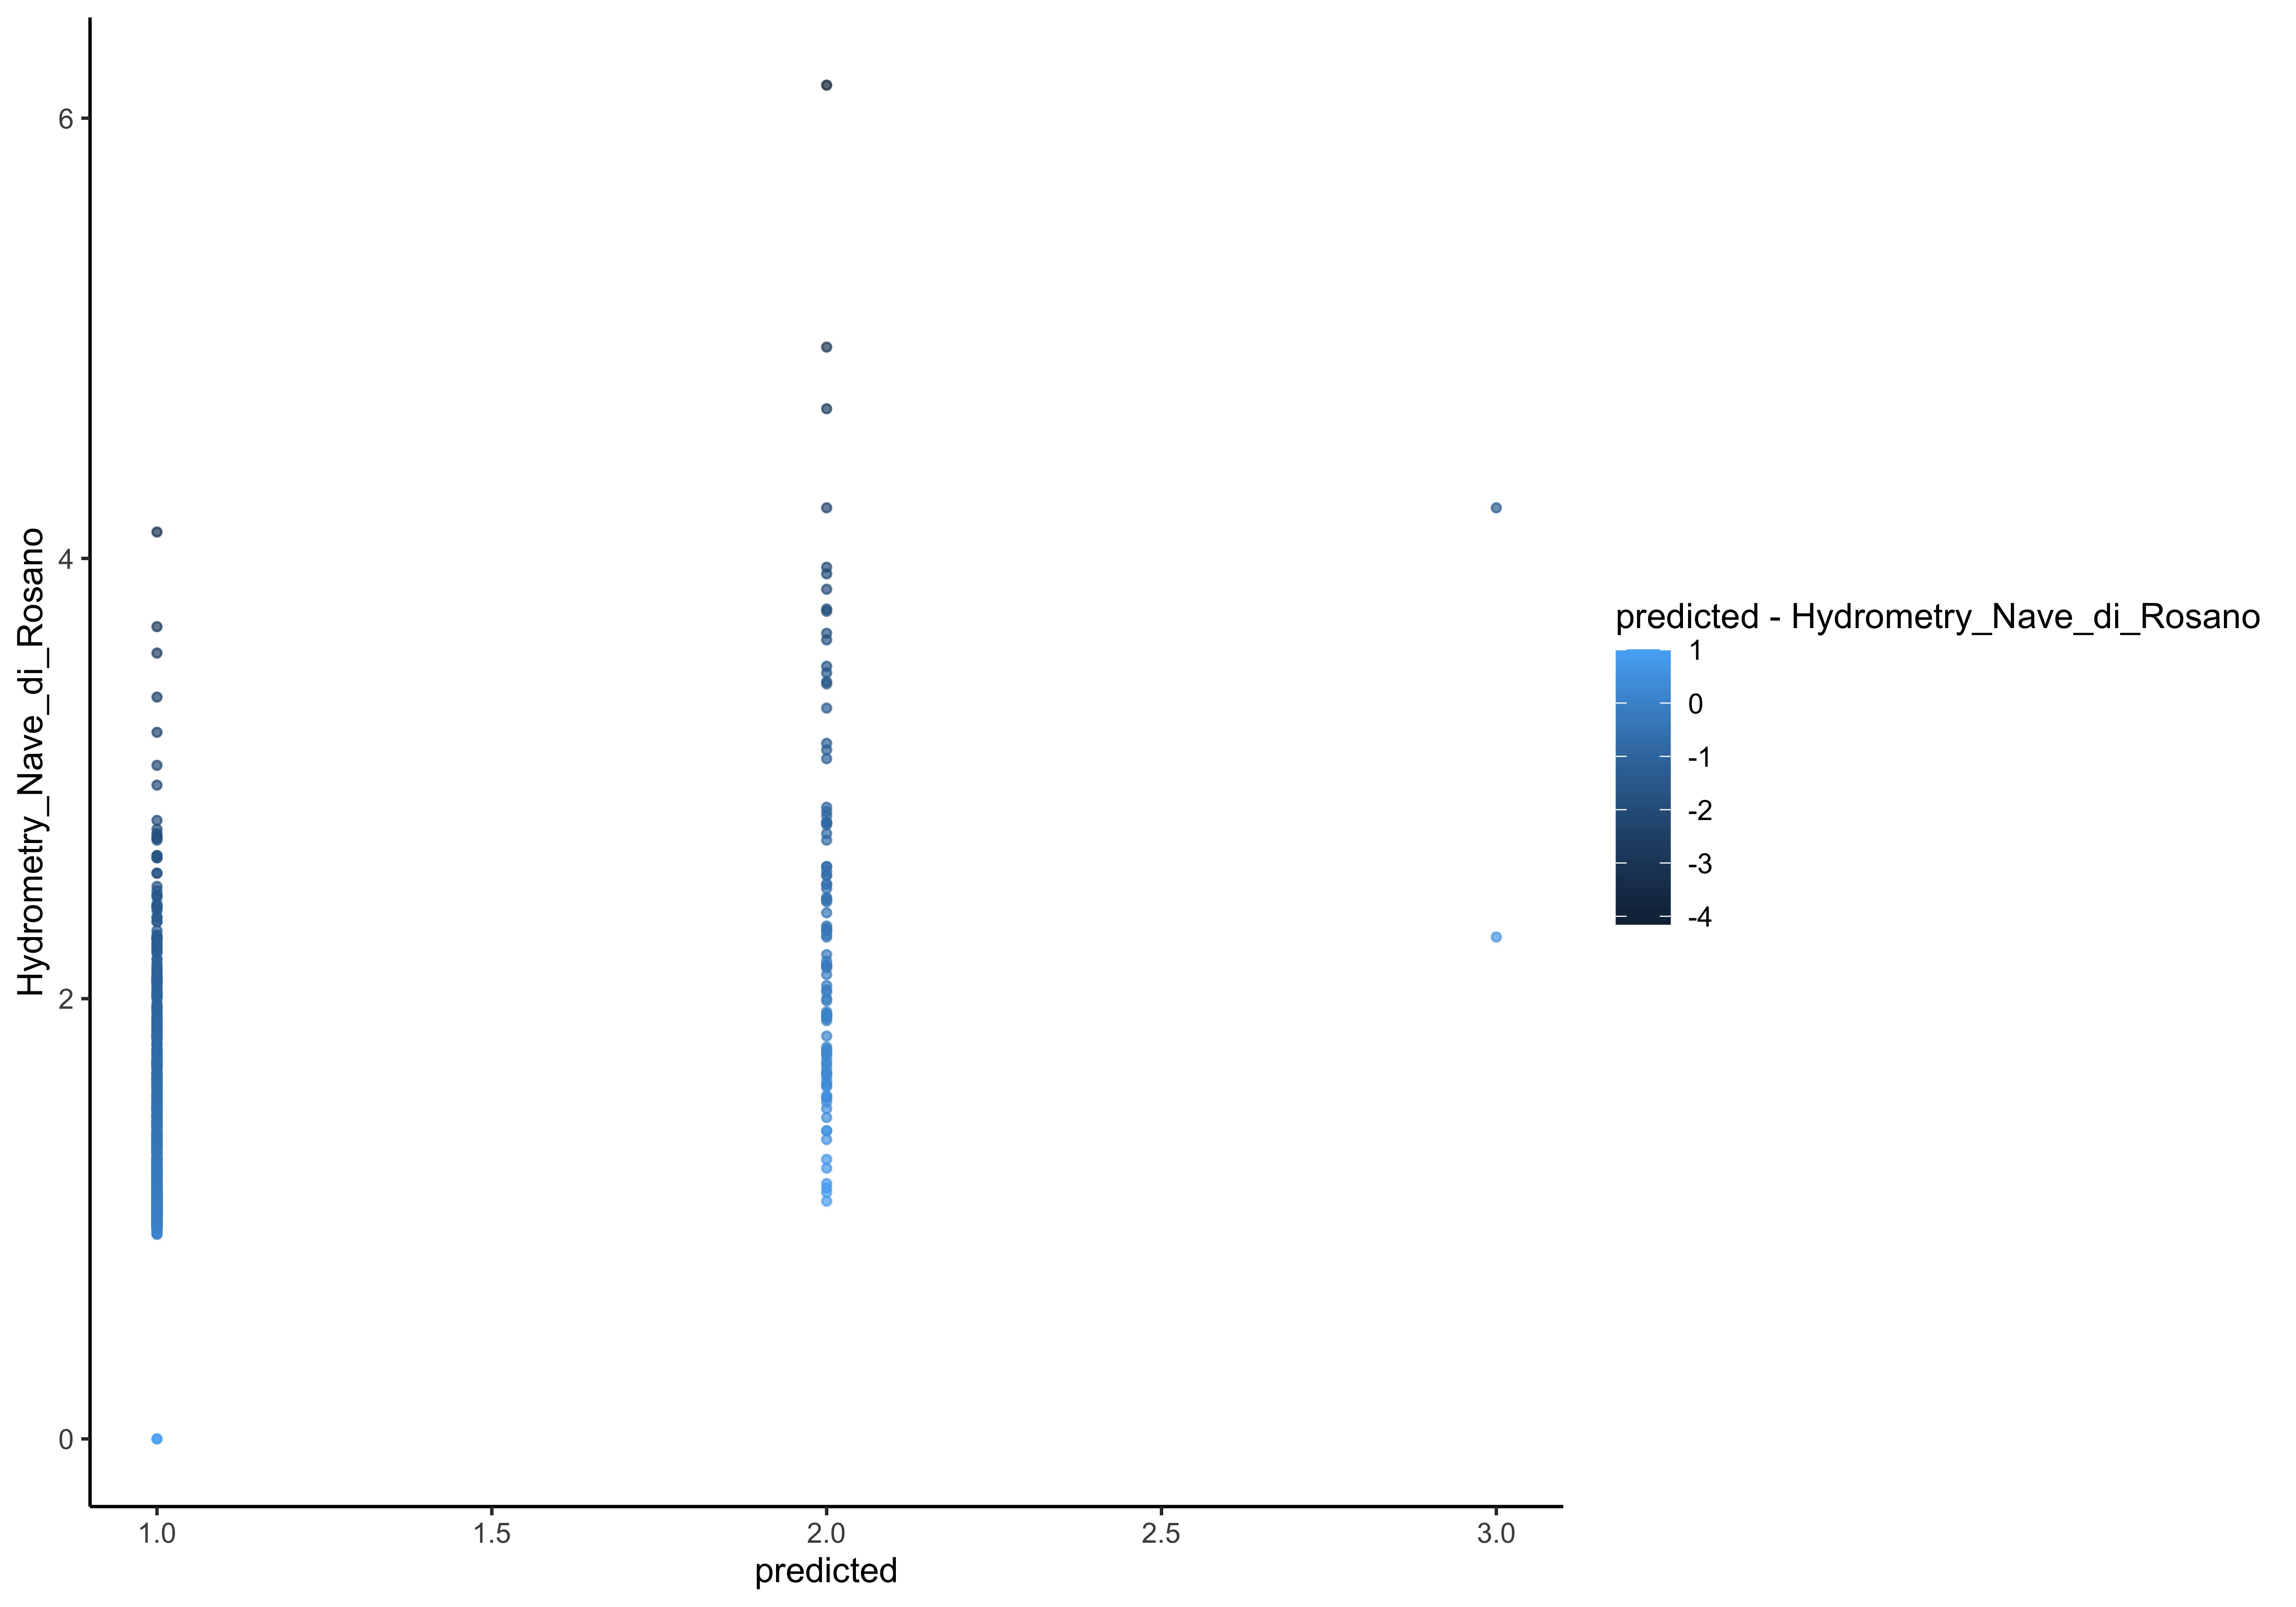 Hydrometry_Nave_di_Rosano
6
4
2
0
1.0 1.5 2.0 2.5 3.0
predicted
predicted - Hydrometry_Nave_di_Rosano
1
0
-1
-2
-3
-4